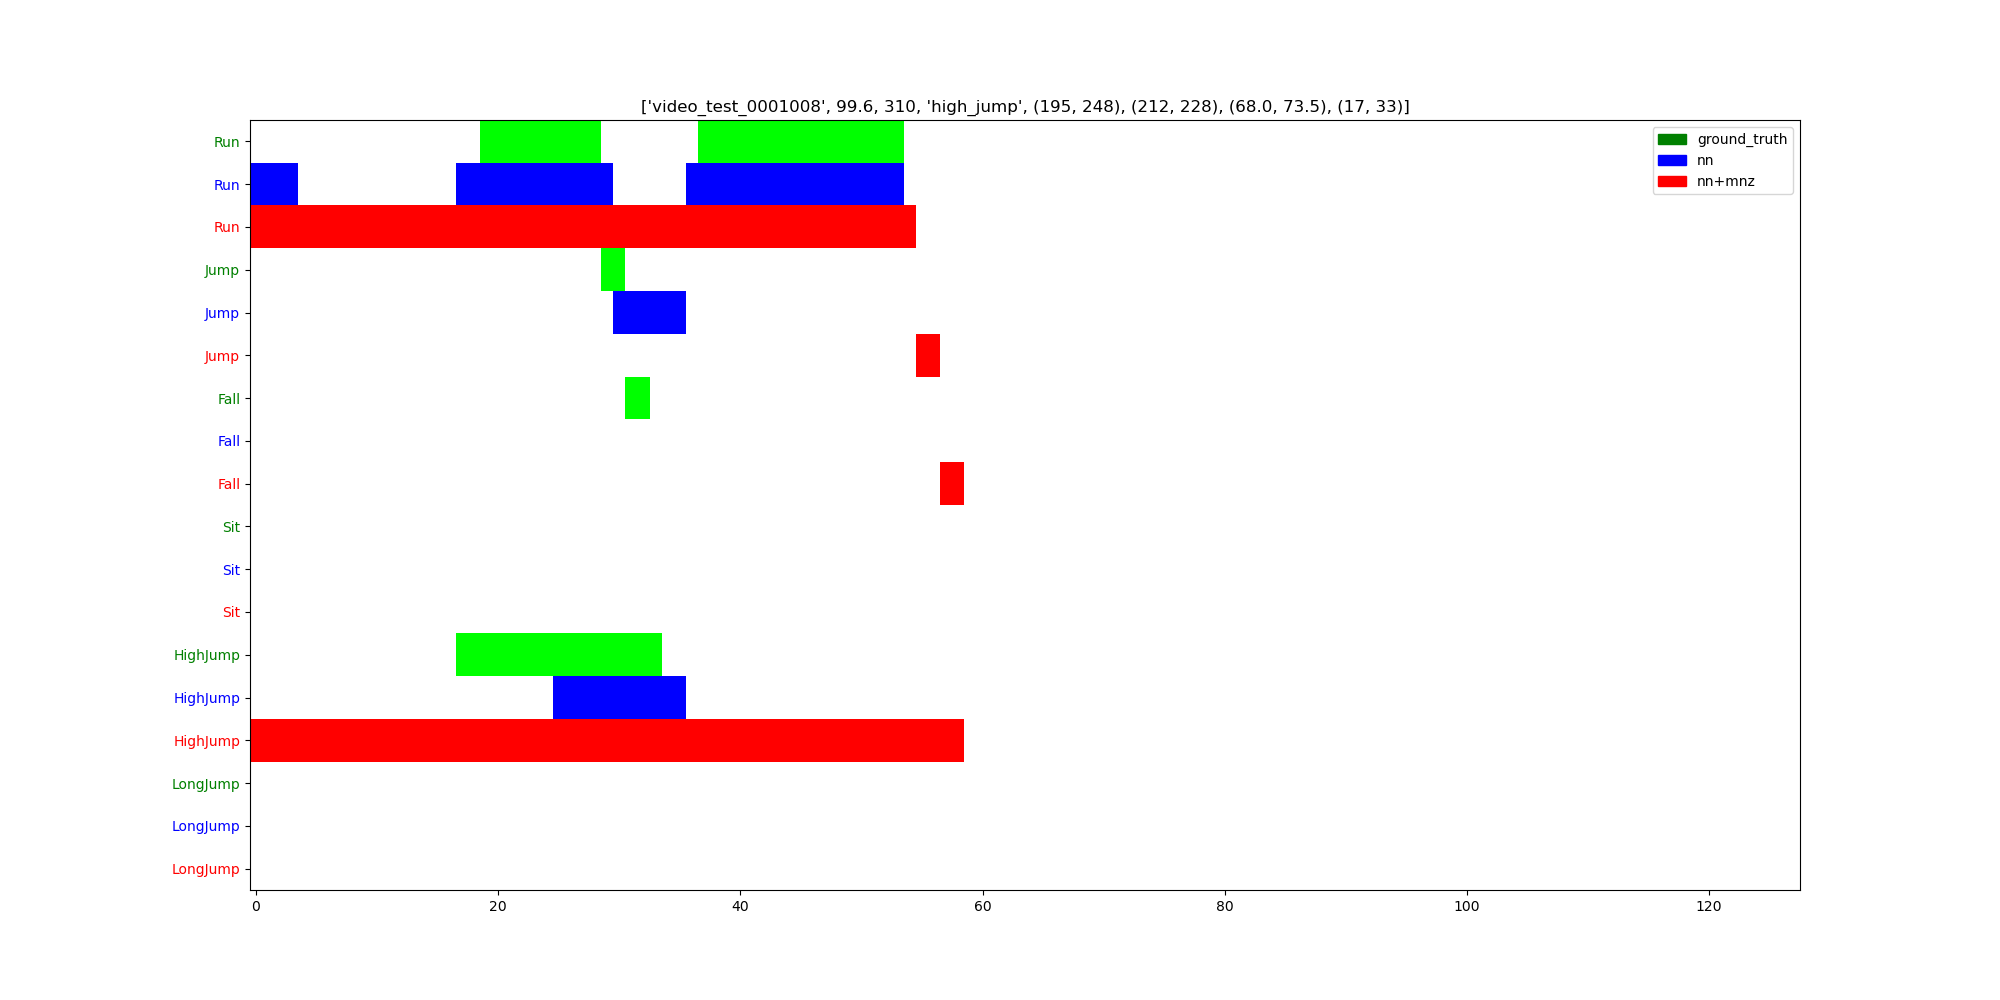 ['video_test_0001008', 99.6, 310, 'high_jump', (195, 248), (212, 228), (68.0, 73.5), (17, 33)]
ground_truth
nn
nn+mnz
Run
Run
Run
Jump
Jump
Jump
Fall
Fall
Fall
Sit
Sit
Sit
HighJump
HighJump
HighJump
LongJump
LongJump
LongJump
0 20 40 60 80 100 120